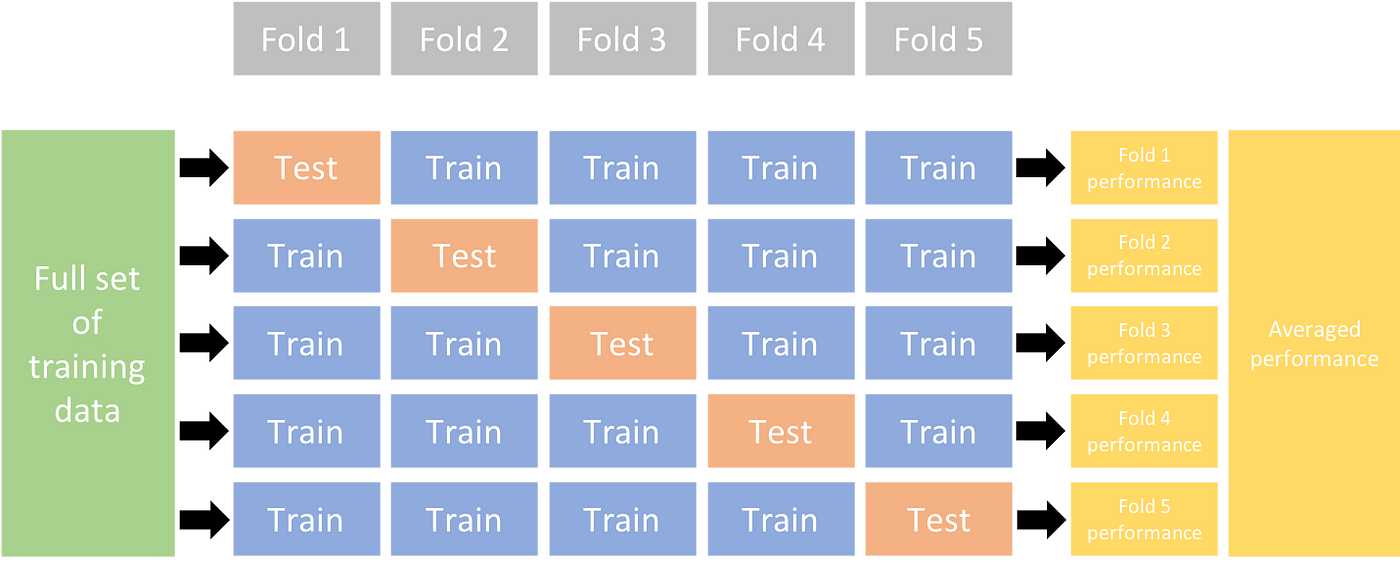 Fold 1 Fold 2 Fold 3 Fold 4 Fold 5
Full set
of
training
data
Test Train Train Train Train
Fold 1
performance
Train Test Train Train Train
Fold 2
performance
Train Train Test Train Train
Fold 3
performance
Train Train Train Test Train
Fold 4
performance
Train Train Train Train Test
Fold 5
performance
Averaged
performance